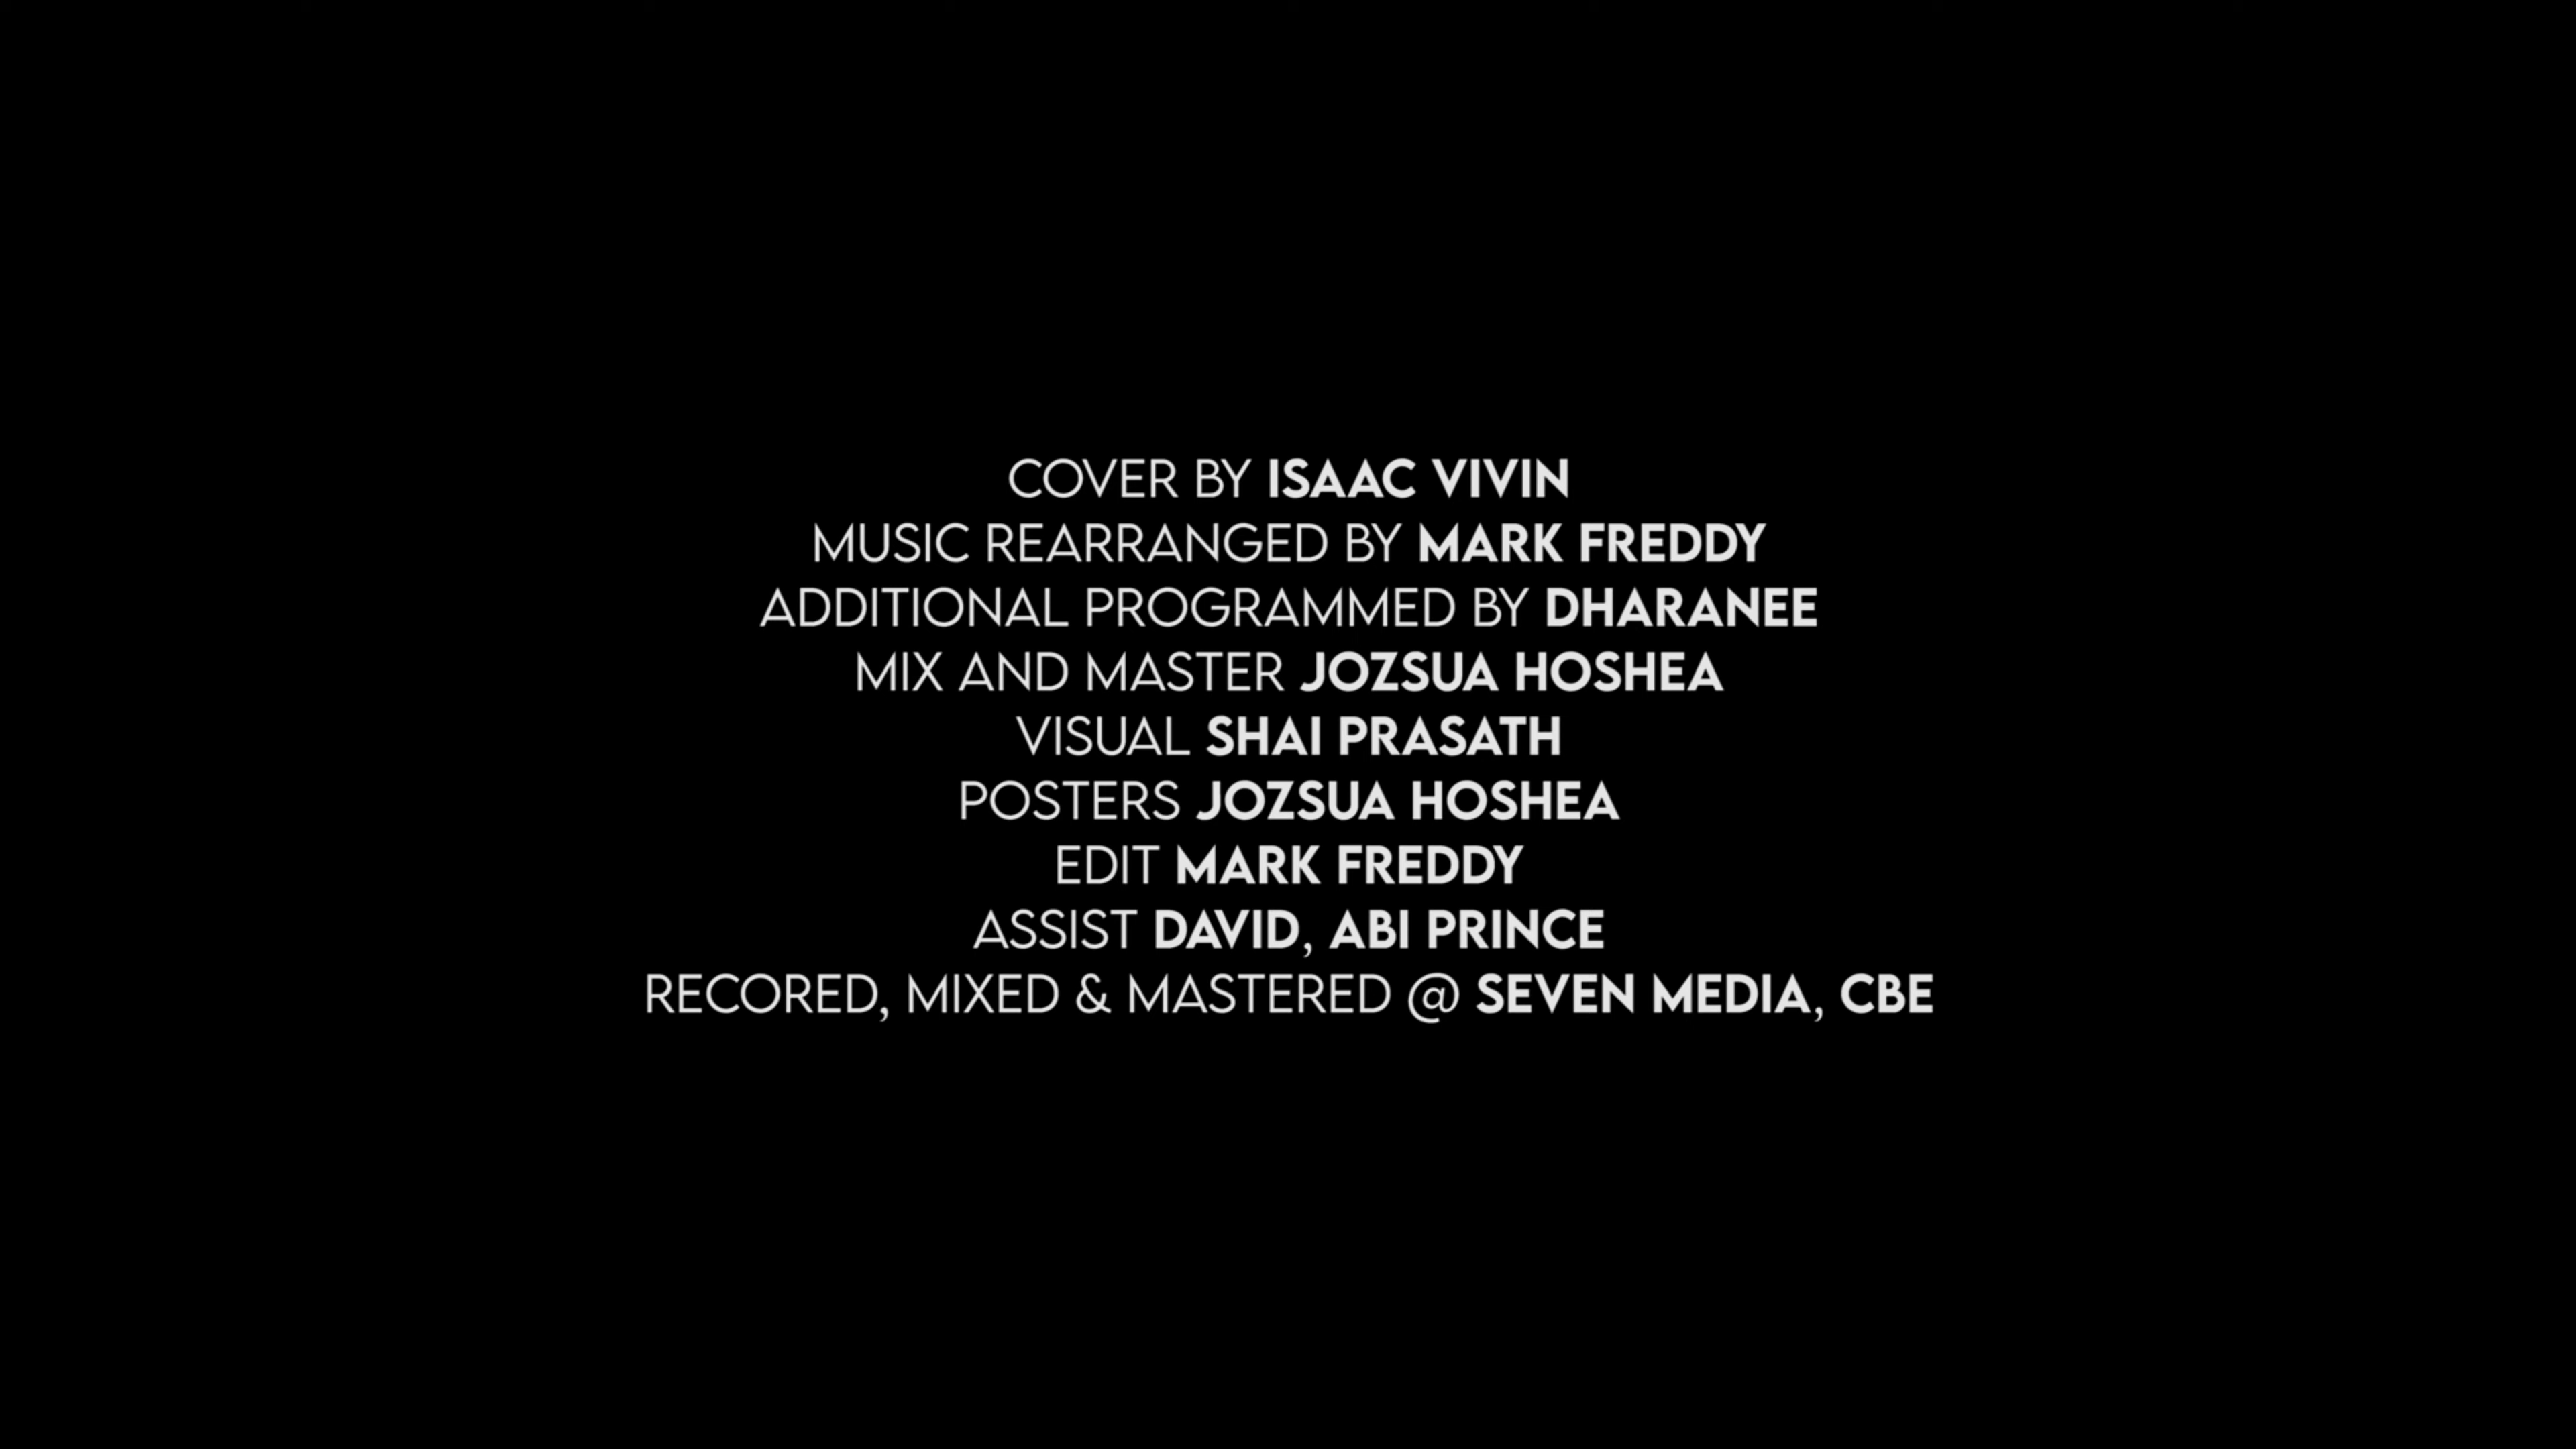 COVER BY ISAAC VIVIN
MUSIC REARRANGED BY MARK FREDDY
ADDITIONAL PROGRAMMED BY DHARANEE
MIX AND MASTER JOZSUA HOSHEA
VISUAL SHAI PRASATH
POSTERS JOZSUA HOSHEA
EDIT MARK FREDDY
ASSIST DAVID, ABI PRINCE
RECORED, MIXED & MASTERED @ SEVEN MEDIA, CBE